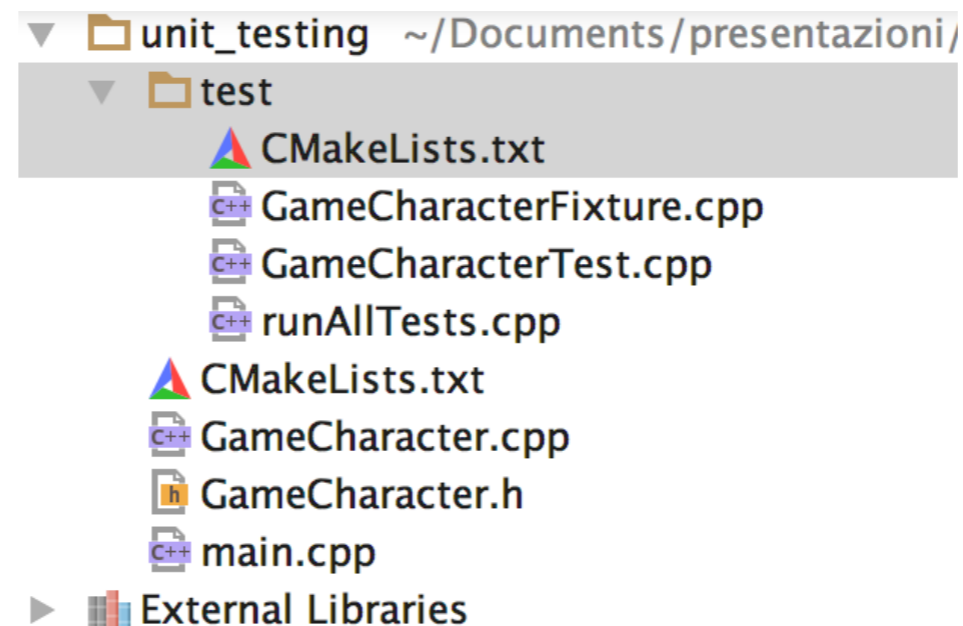 unit_testing ~/Documents/presentazioni/
test
CMakeLists.txt
C++ GameCharacterFixture.cpp
C++ GameCharacterTest.cpp
C++ runAllTests.cpp
CMakeLists.txt
C++ GameCharacter.cpp
h GameCharacter.h
C++ main.cpp
External Libraries